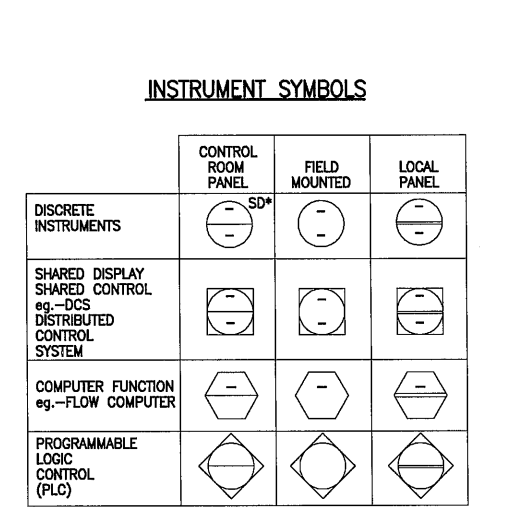 INSTRUMENT SYMBOLS
CONTROL
ROOM
PANEL
FIELD
MOUNTED
LOCAL
PANEL
DISCRETE
INSTRUMENTS
SD*
SHARED DISPLAY
SHARED CONTROL
eg.-DCS
DISTRIBUTED
CONTROL
SYSTEM
COMPUTER FUNCTION
eg.-FLOW COMPUTER
PROGRAMMABLE
LOGIC
CONTROL
(PLC)